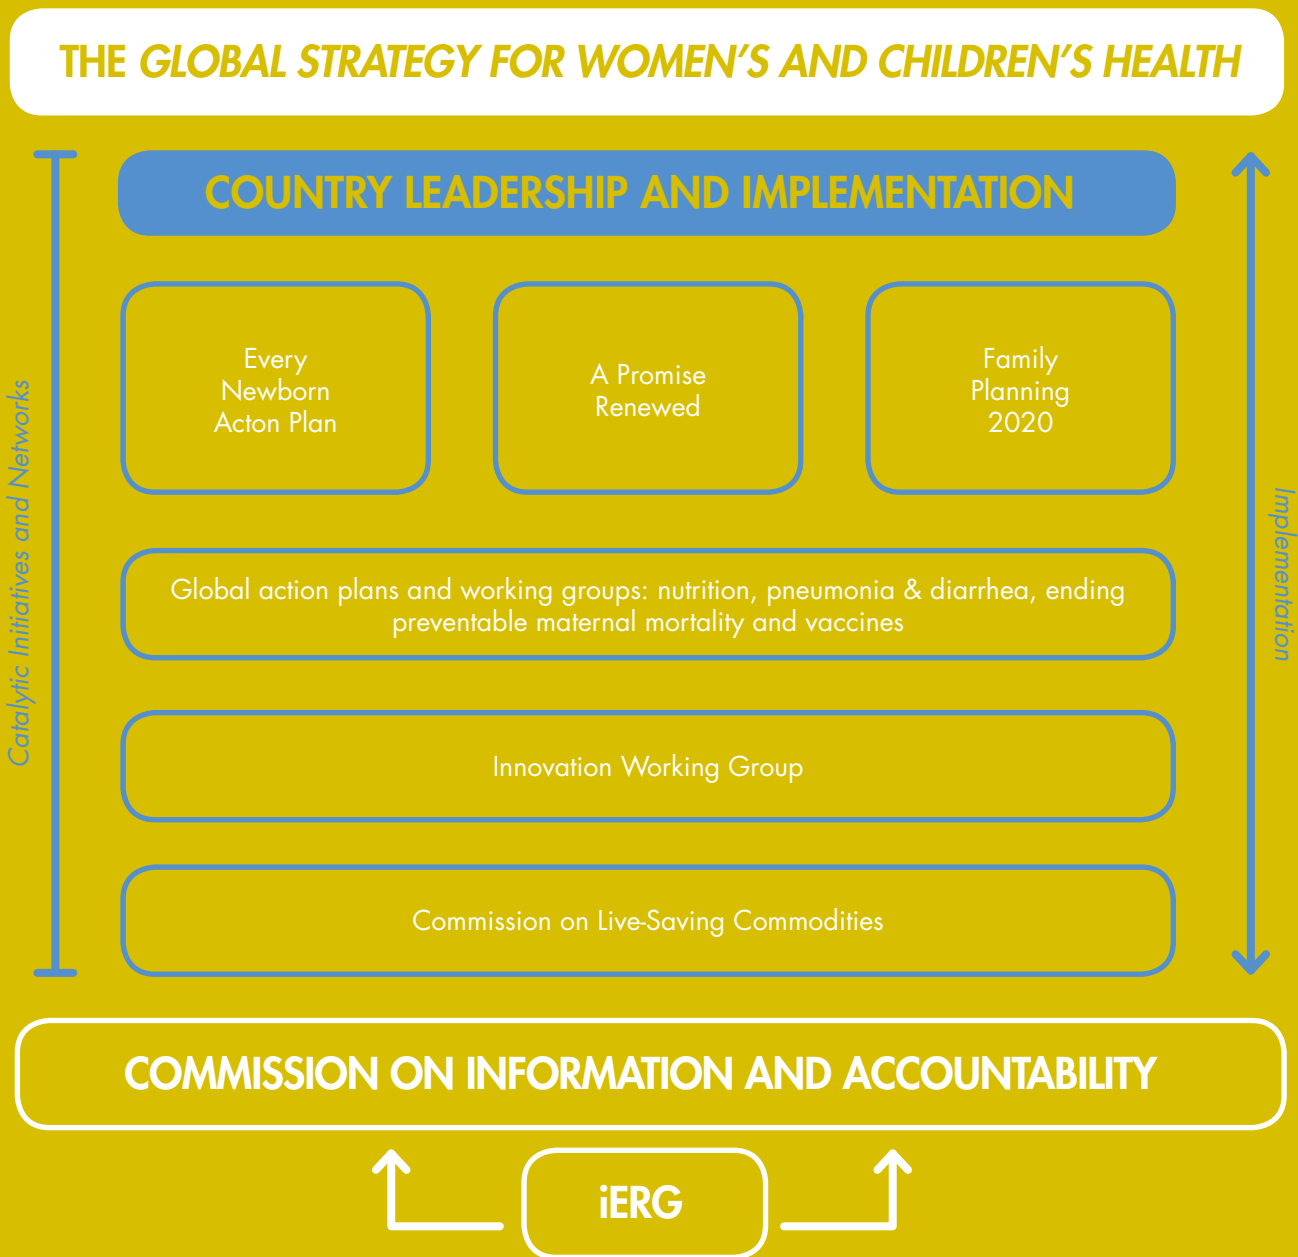 THE GLOBAL STRATEGY FOR WOMEN’S AND CHILDREN’S HEALTH
COUNTRY LEADERSHIP AND IMPLEMENTATION
Catalytic Initiatives and Networks
Every
Newborn
Acton Plan
A Promise
Renewed
Family
Planning
2020
Implementation
Global action plans and working groups: nutrition, pneumonia & diarrhea, ending
preventable maternal mortality and vaccines
Innovation Working Group
Commission on Live-Saving Commodities
COMMISSION ON INFORMATION AND ACCOUNTABILITY
iERG